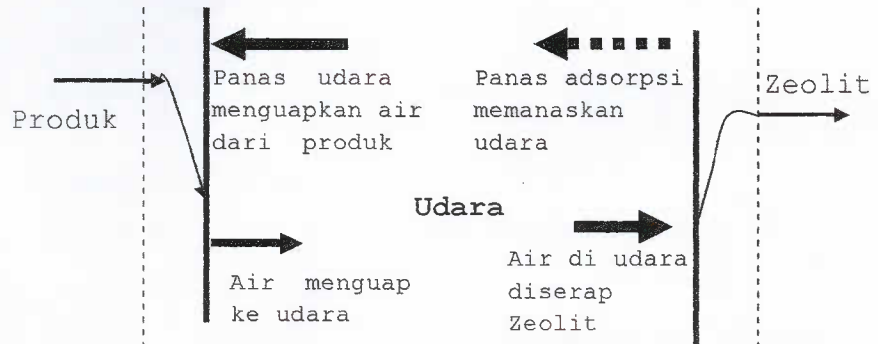 Produk
Panas udara
menguapkan air
dari produk
Panas adsorpsi
memanaskan
udara
Zeolit
Udara
Air menguap
ke udara
Air di udara
diserap
Zeolit